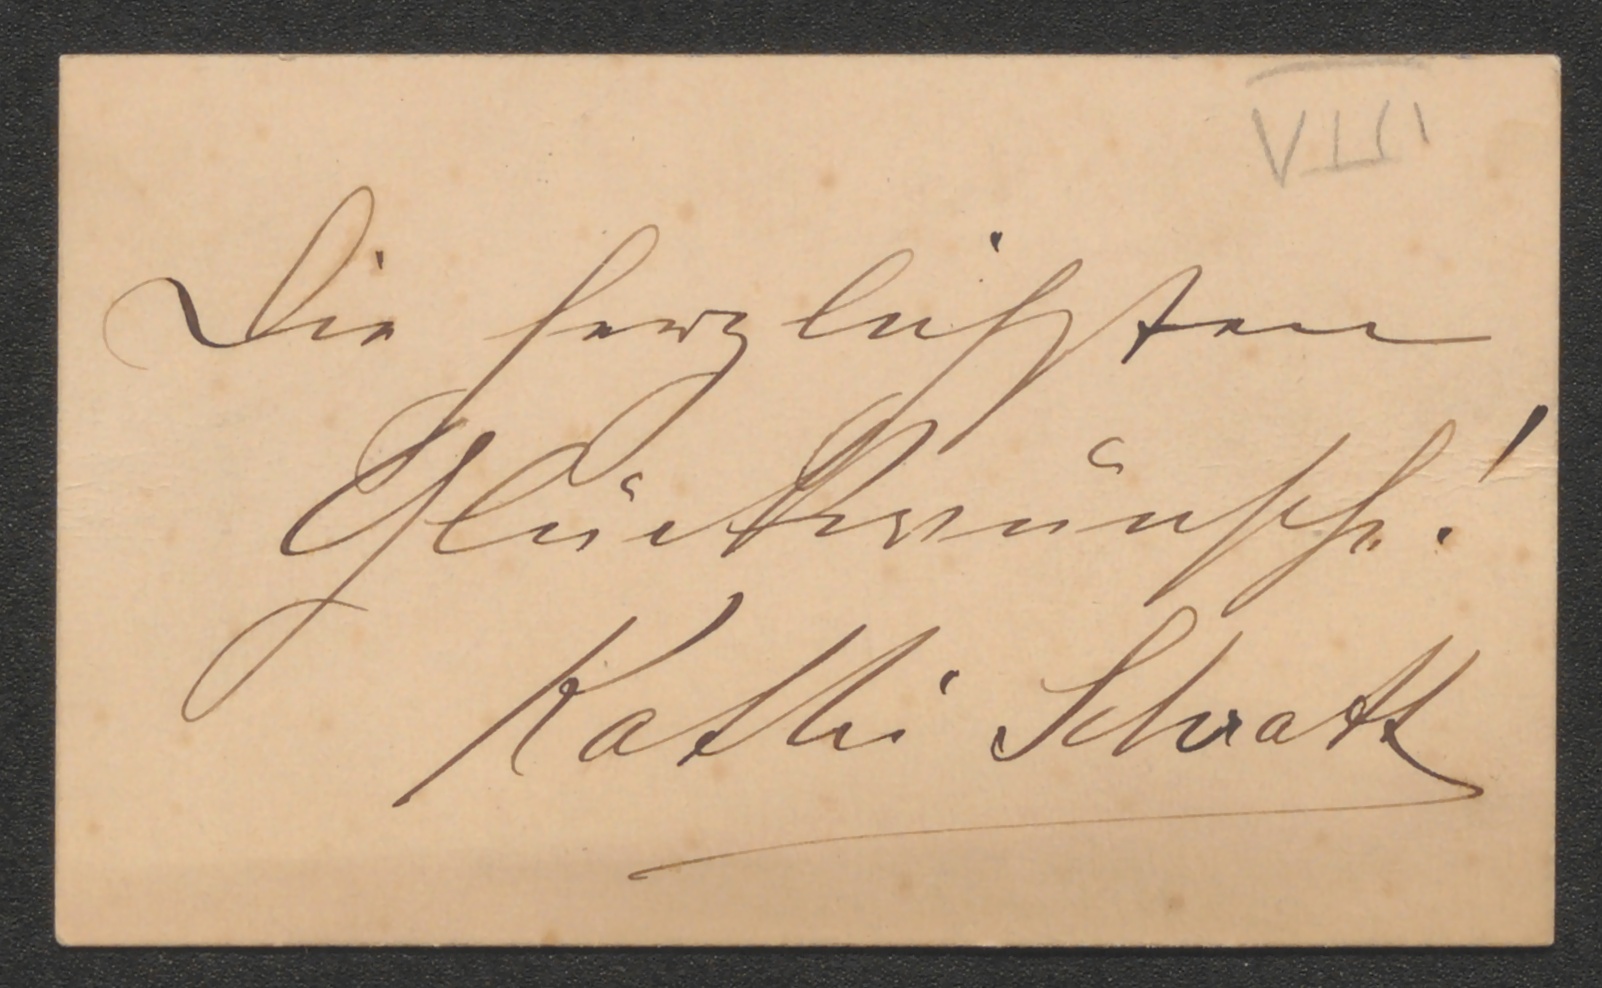 VIII
Die herzlichsten
Glückwünsche!
Kathi Schratt